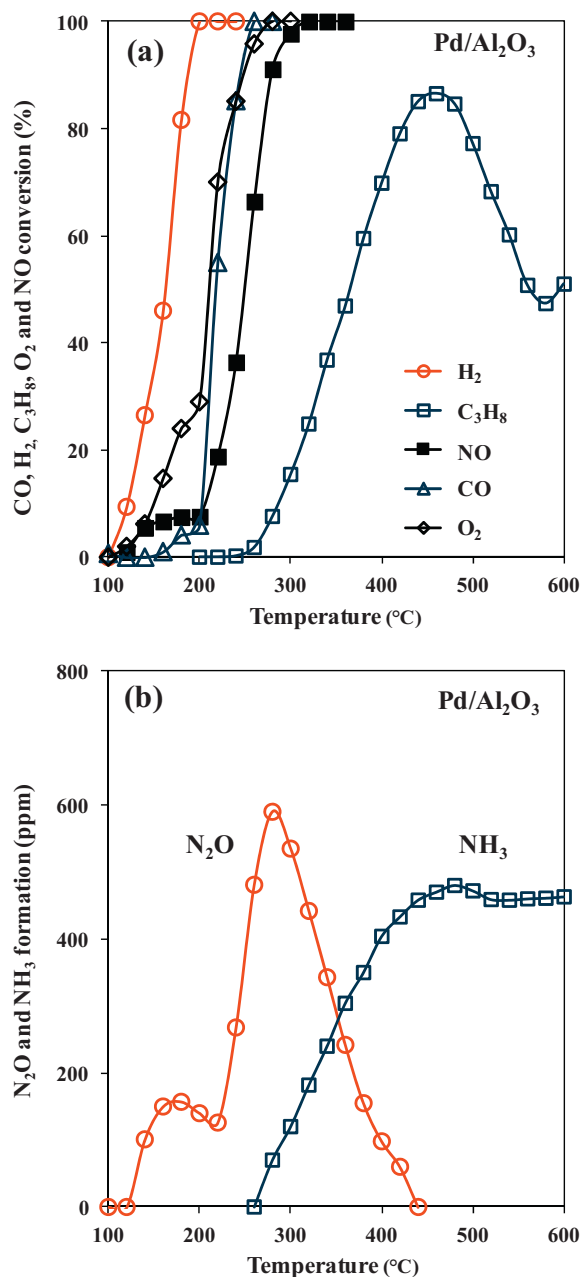 (a)
Pd/Al₂O₃
CO, H₂, C₃H₈, O₂ and NO conversion (%)
100
80
60
40
20
0
H₂
C₃H₈
NO
CO
O₂
100 200 300 400 500 600
Temperature (°C)
(b)
Pd/Al₂O₃
N₂O and NH₃ formation (ppm)
800
600
400
200
0
N₂O
NH₃
100 200 300 400 500 600
Temperature (°C)